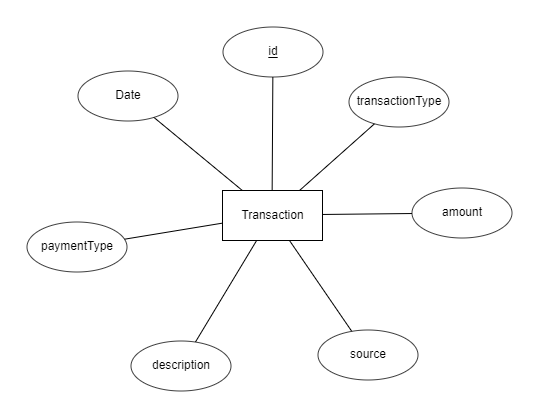 id
Date
transactionType
Transaction
amount
paymentType
description
source